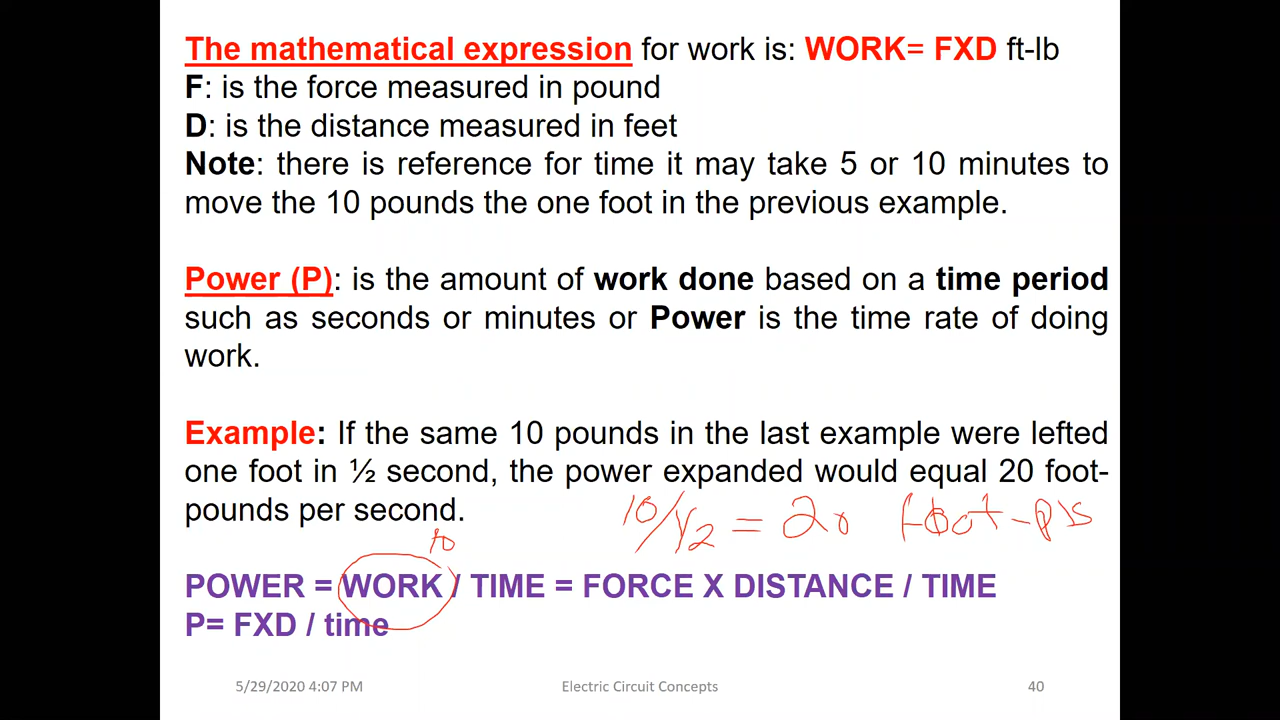 The mathematical expression for work is: WORK= FXD ft-lb
F: is the force measured in pound
D: is the distance measured in feet
Note: there is reference for time it may take 5 or 10 minutes to
move the 10 pounds the one foot in the previous example.
Power (P): is the amount of work done based on a time period
such as seconds or minutes or Power is the time rate of doing
work.
Example: If the same 10 pounds in the last example were lefted
one foot in ½ second, the power expanded would equal 20 foot-
pounds per second.
10/1/2 = 20 foot-P\s
10
POWER = WORK / TIME = FORCE X DISTANCE / TIME
P= FXD / time
5/29/2020 4:07 PM
Electric Circuit Concepts
40